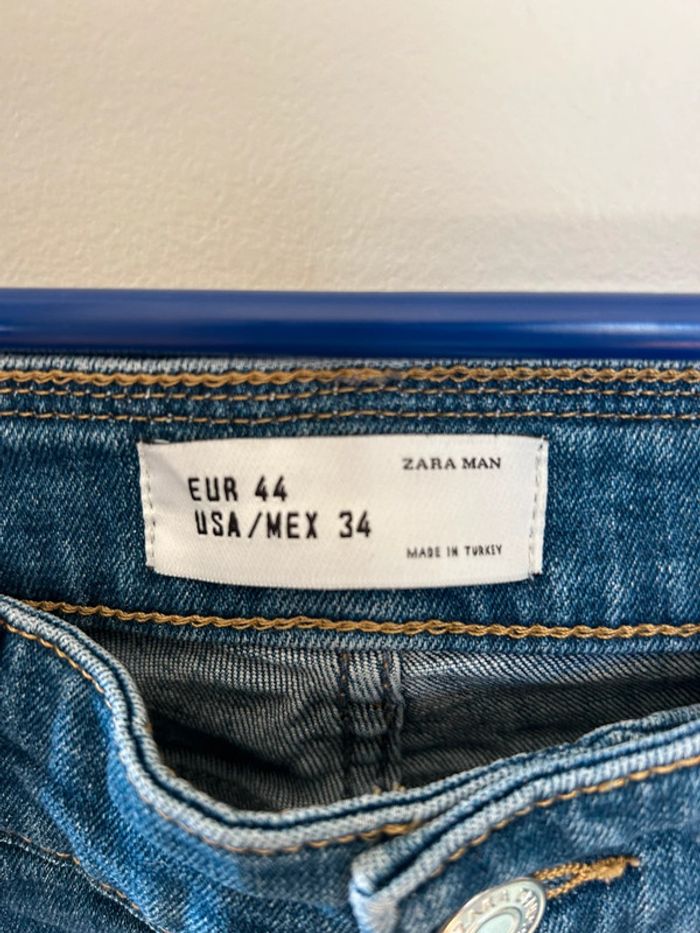 ZARA MAN
EUR 44
USA/MEX 34
MADE IN TURKEY